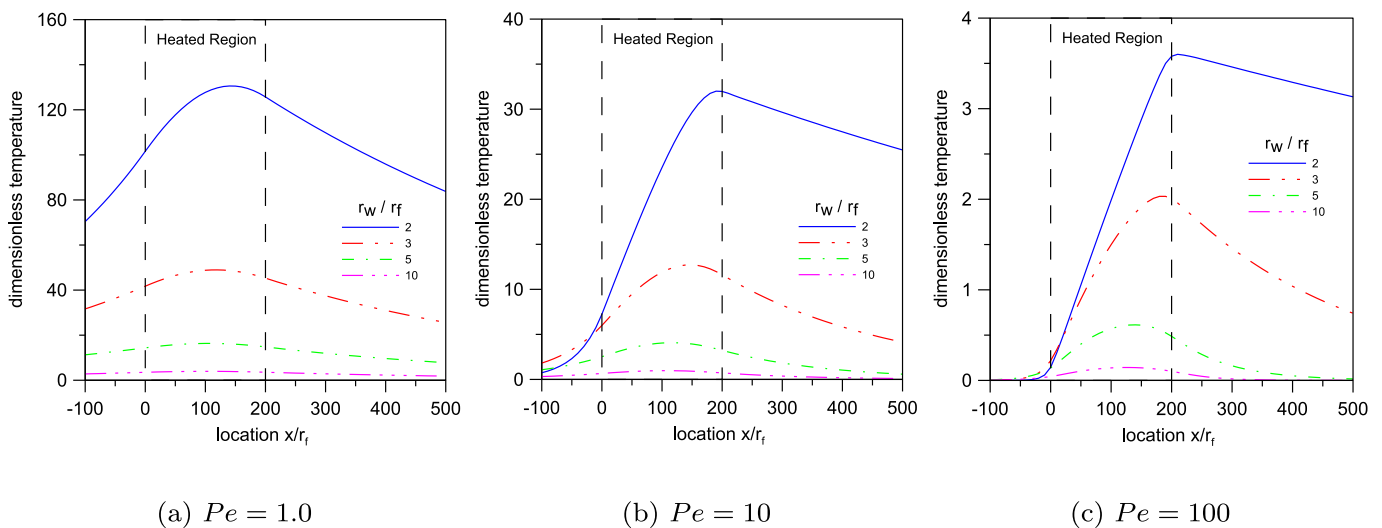 160
120
80
40
0
dimensionless temperature
Heated Region
r_w / r_f
2
3
5
10
-100 0 100 200 300 400 500
location x/r_f
(a) Pe = 1.0
40
30
20
10
0
dimensionless temperature
Heated Region
r_w / r_f
2
3
5
10
-100 0 100 200 300 400 500
location x/r_f
(b) Pe = 10
4
3
2
1
0
dimensionless temperature
Heated Region
r_w / r_f
2
3
5
10
-100 0 100 200 300 400 500
location x/r_f
(c) Pe = 100